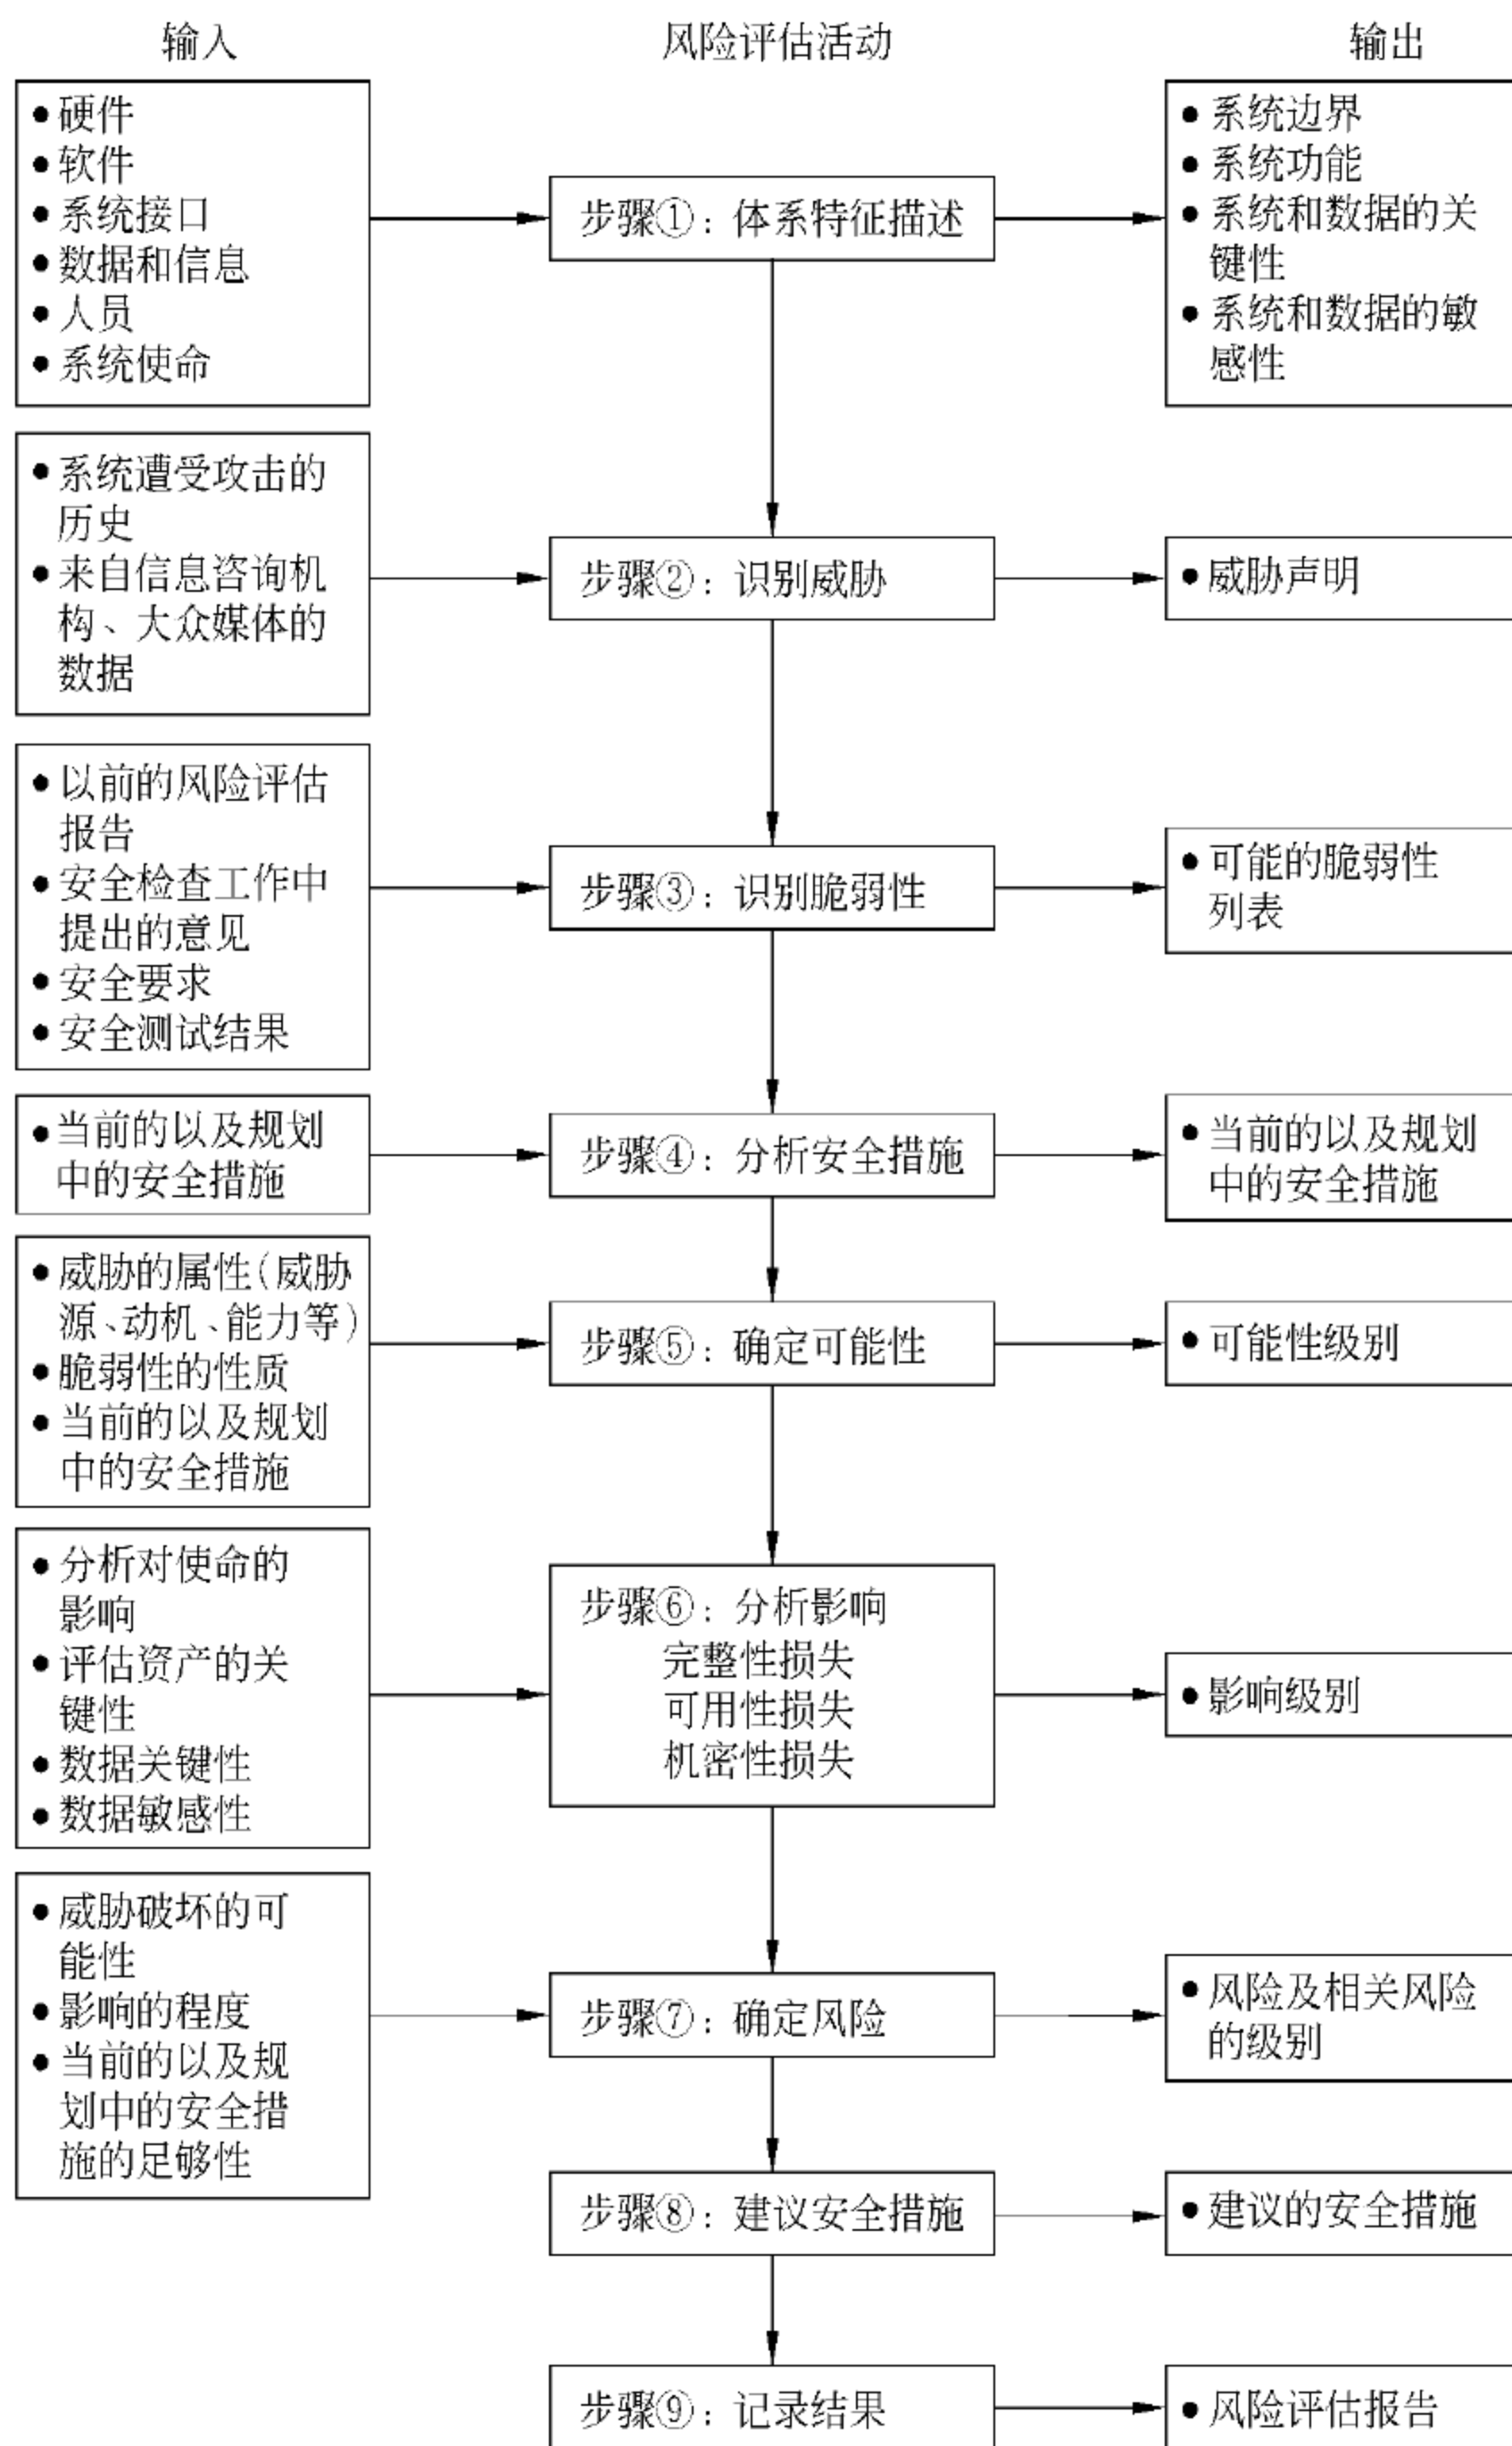 输入
风险评估活动
输出
●硬件
●软件
●系统接口
●数据和信息
●人员
●系统使命
步骤①：体系特征描述
●系统边界
●系统功能
●系统和数据的关
键性
●系统和数据的敏
感性
●系统遭受攻击的
历史
●来自信息咨询机
构、大众媒体的
数据
步骤②：识别威胁
●威胁声明
●以前的风险评估
报告
●安全检查工作中
提出的意见
●安全要求
●安全测试结果
步骤③：识别脆弱性
●可能的脆弱性
列表
●当前的以及规划
中的安全措施
步骤④：分析安全措施
●当前的以及规划
中的安全措施
●威胁的属性(威胁
源、动机、能力等)
●脆弱性的性质
●当前的以及规划
中的安全措施
步骤⑤：确定可能性
●可能性级别
●分析对使命的
影响
●评估资产的关
键性
●数据关键性
●数据敏感性
步骤⑥：分析影响
完整性损失
可用性损失
机密性损失
●影响级别
●威胁破坏的可
能性
●影响的程度
●当前的以及规
划中的安全措
施的足够性
步骤⑦：确定风险
●风险及相关风险
的级别
步骤⑧：建议安全措施
●建议的安全措施
步骤⑨：记录结果
●风险评估报告